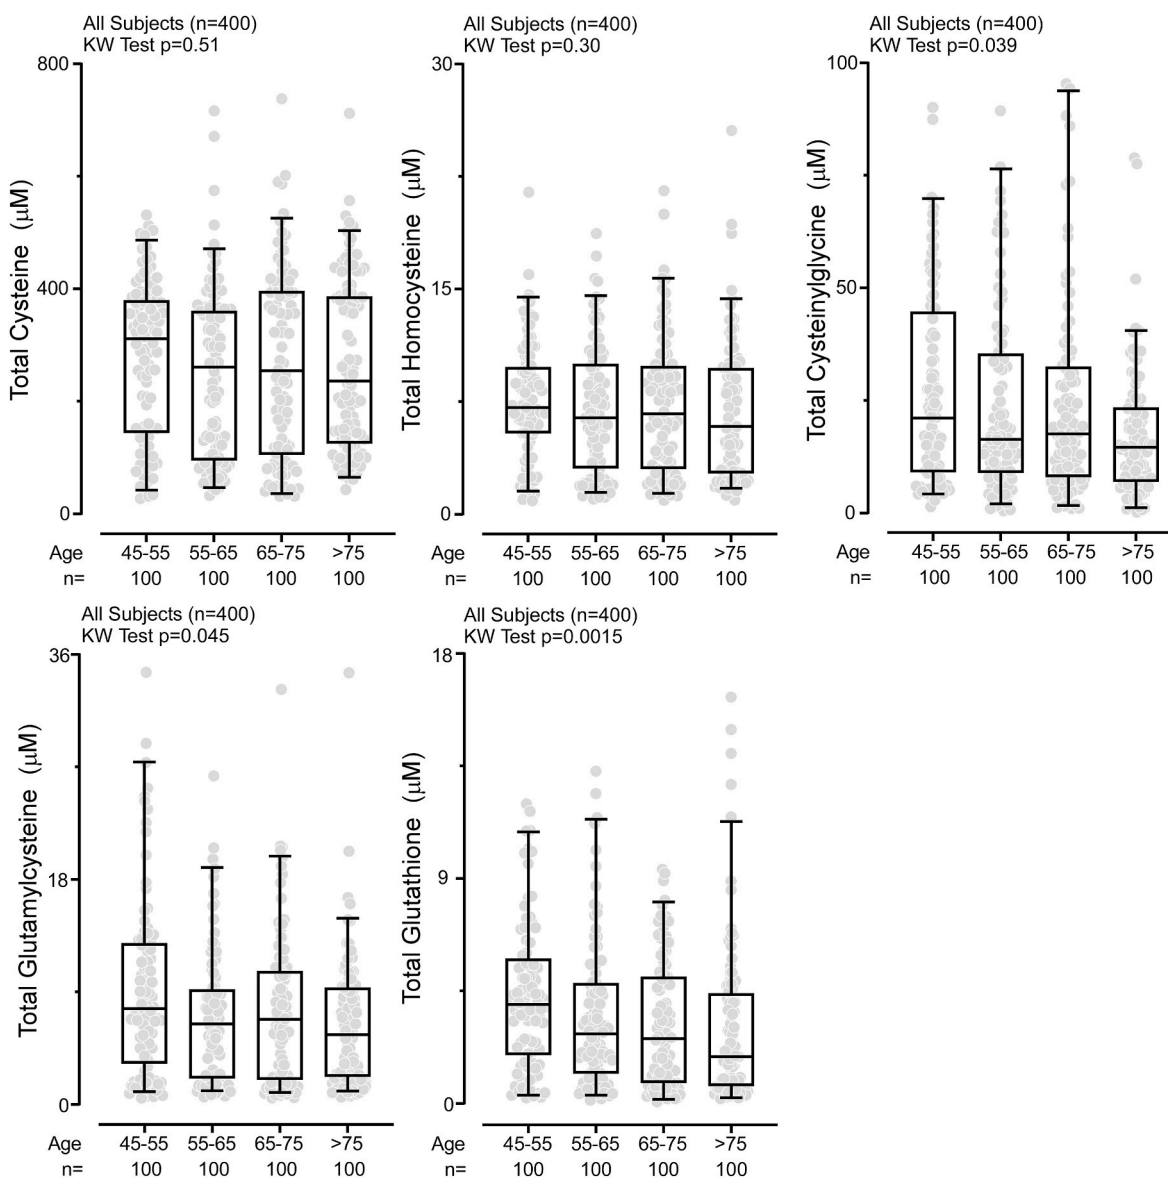 All Subjects (n=400)
KW Test p=0.51
800
400
0
Total Cysteine (μM)
Age 45-55 55-65 65-75 >75
n= 100 100 100 100
All Subjects (n=400)
KW Test p=0.30
30
15
0
Total Homocysteine (μM)
45-55 55-65 65-75 >75
100 100 100 100
All Subjects (n=400)
KW Test p=0.039
100
50
0
Total Cysteinylglycine (μM)
Age 45-55 55-65 65-75 >75
n= 100 100 100 100
All Subjects (n=400)
KW Test p=0.045
36
18
0
Total Glutamylcysteine (μM)
Age 45-55 55-65 65-75 >75
n= 100 100 100 100
All Subjects (n=400)
KW Test p=0.0015
18
9
0
Total Glutathione (μM)
Age 45-55 55-65 65-75 >75
n= 100 100 100 100